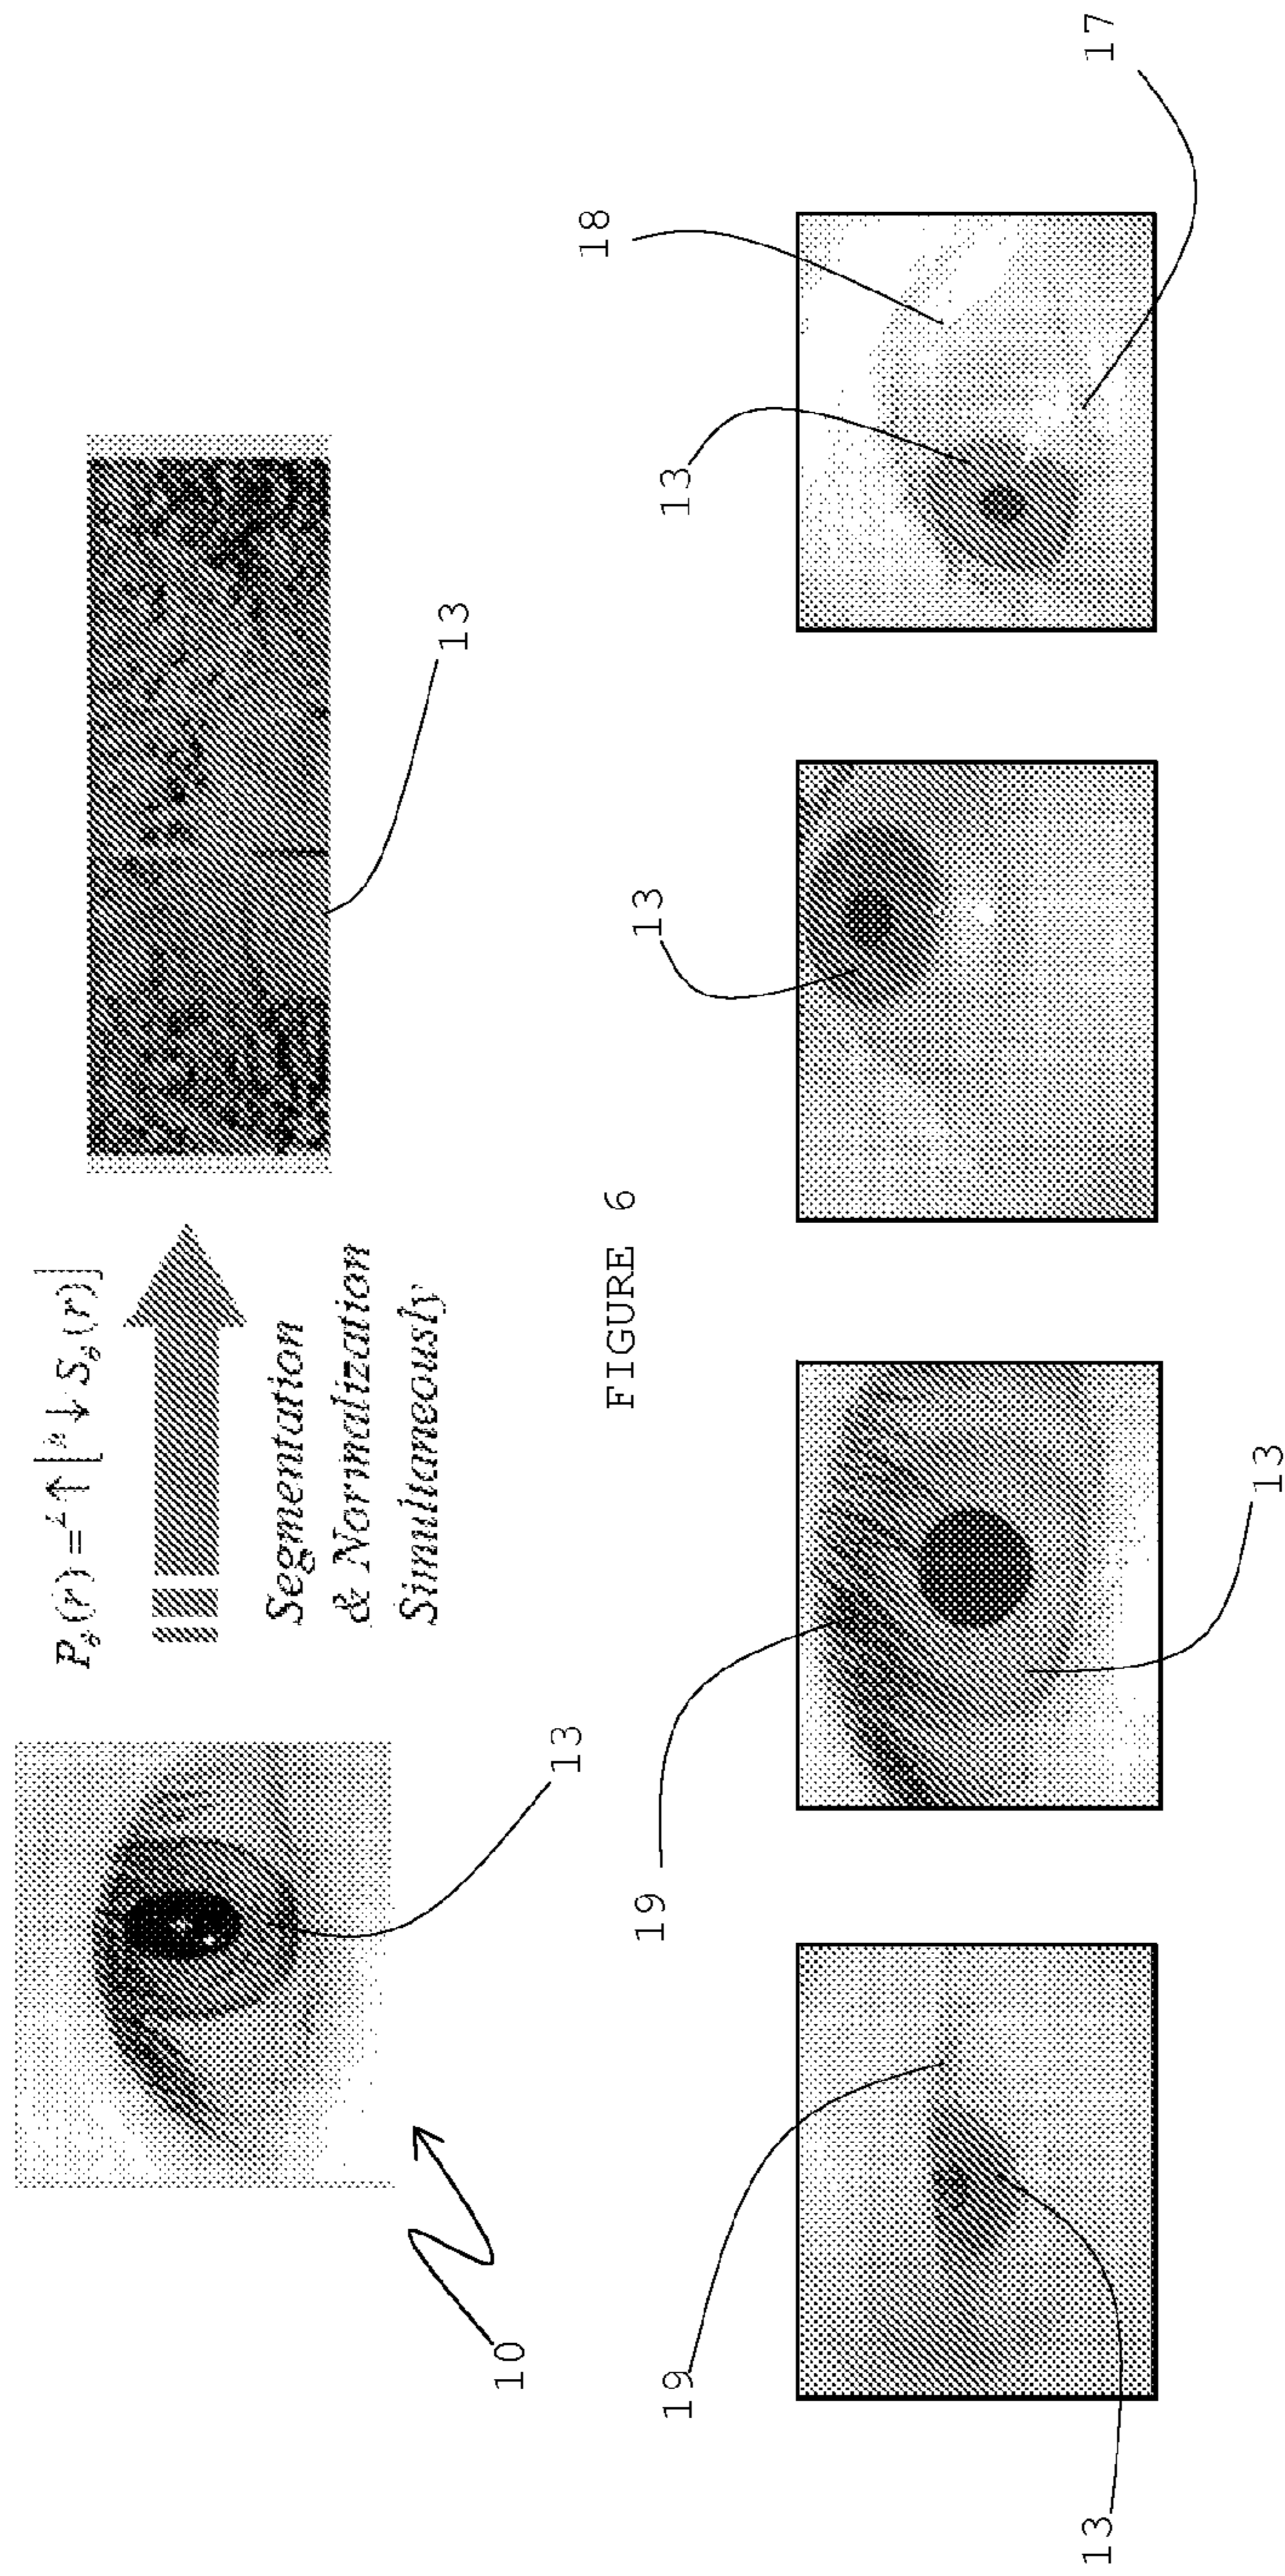 P_θ(r) = ^L↑[^n↓ S_θ(r)]
Segmentation
& Normalization
Simultaneously
13
13
10
FIGURE 6
19
13
19
13
13
13
18
17